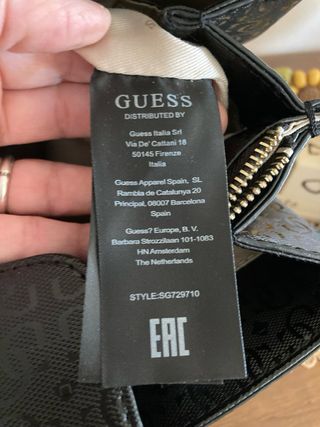 GUESS
DISTRIBUTED BY
Guess Italia Srl
Via De' Cattani 18
50145 Firenze
Italia
Guess Apparel Spain, SL
Rambla de Catalunya 20
Principal, 08007 Barcelona
Spain
Guess? Europe, B. V.
Barbara Strozzilaan 101-1083
HN Amsterdam
The Netherlands
STYLE:SG729710
EAC